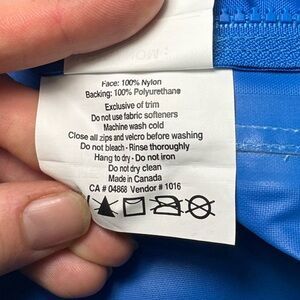 Face: 100% Nylon
Backing: 100% Polyurethane
Exclusive of trim
Do not use fabric softeners
Machine wash cold
Close all zips and velcro before washing
Do not bleach - Rinse thoroughly
Hang to dry - Do not iron
Do not dry clean
Made in Canada
CA # 04868 Vendor # 1016